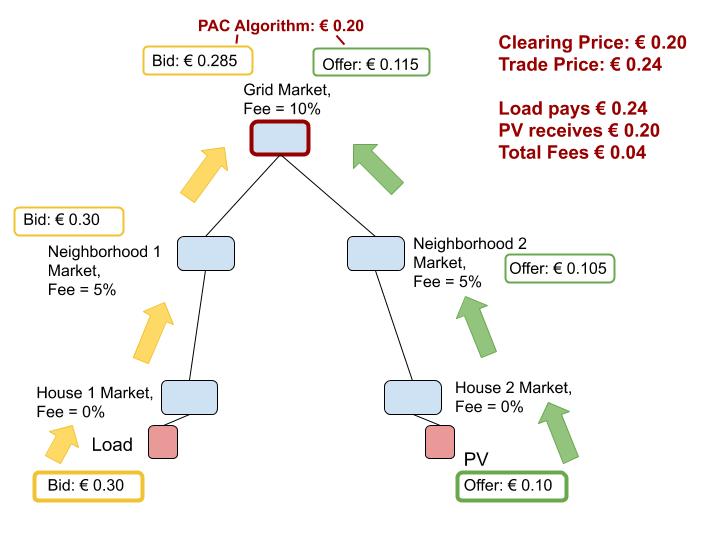 PAC Algorithm: € 0.20
Bid: € 0.285
Offer: € 0.115
Clearing Price: € 0.20
Trade Price: € 0.24
Load pays € 0.24
PV receives € 0.20
Total Fees € 0.04
Grid Market,
Fee = 10%
Bid: € 0.30
Neighborhood 1
Market,
Fee = 5%
Neighborhood 2
Market,
Fee = 5%
Offer: € 0.105
House 1 Market,
Fee = 0%
House 2 Market,
Fee = 0%
Load
PV
Bid: € 0.30
Offer: € 0.10